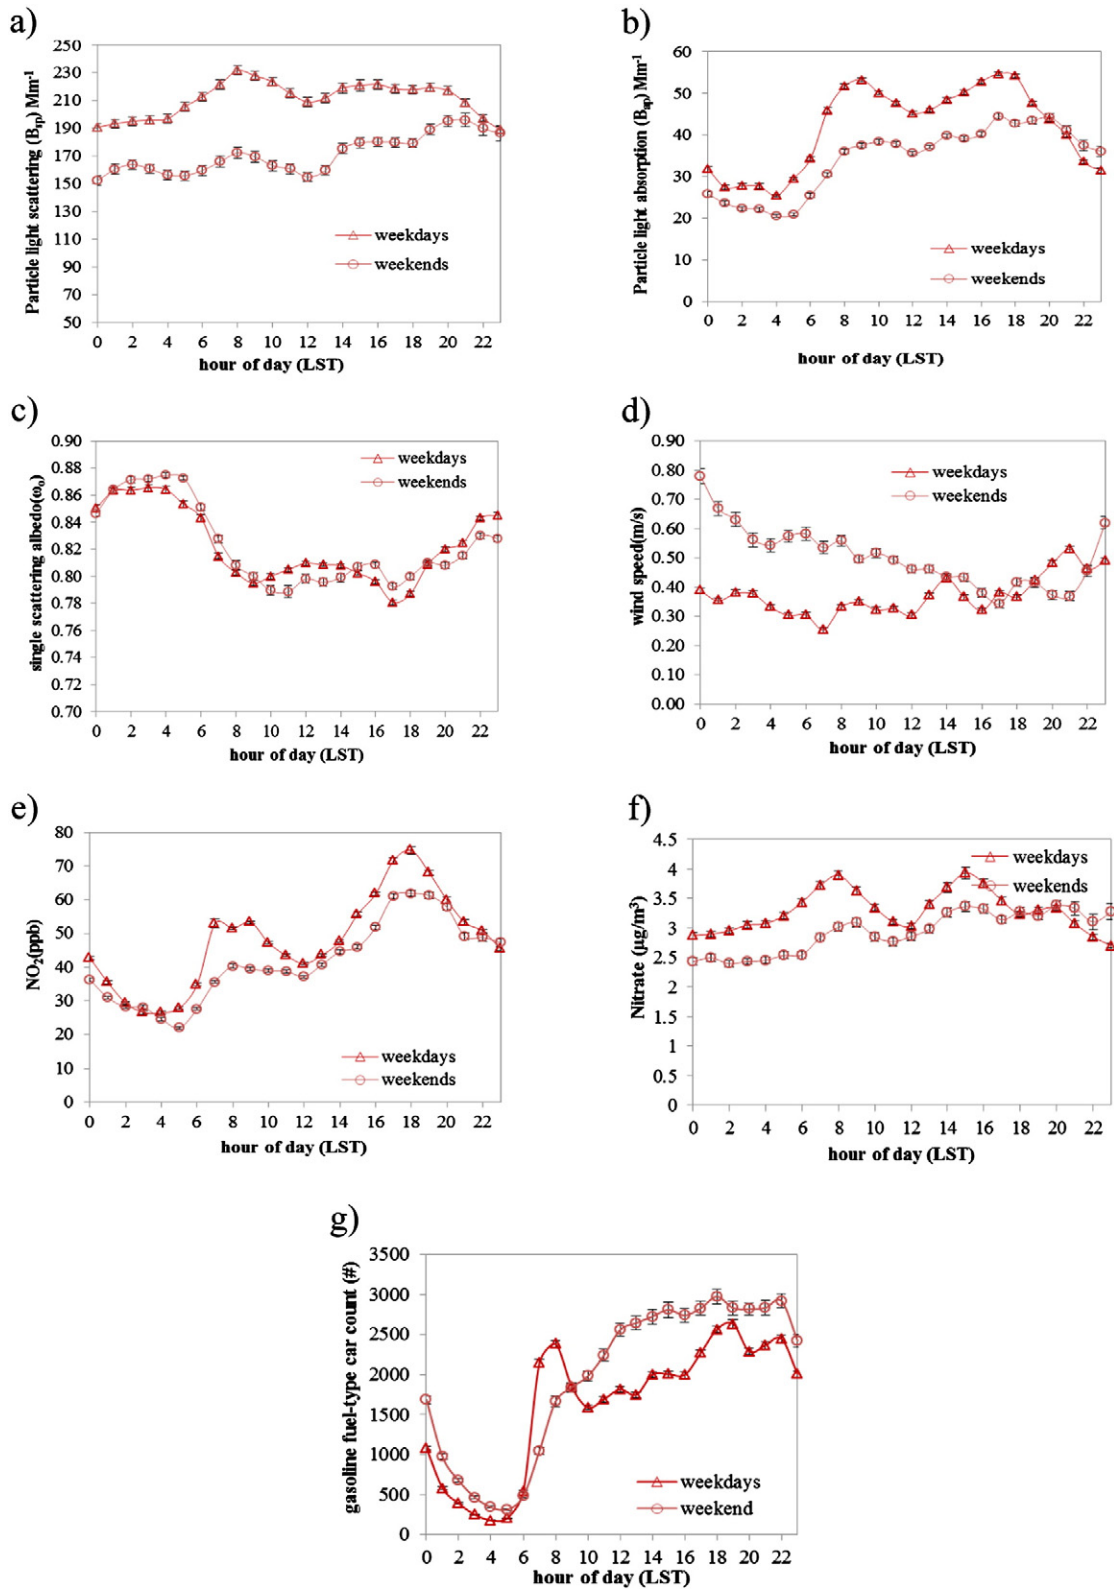 a)
250
230
210
190
170
150
130
110
90
70
50
Particle light scattering (Bsp) Mm-1
weekdays
weekends
0 2 4 6 8 10 12 14 16 18 20 22
hour of day (LST)
b)
60
50
40
30
20
10
0
Particle light absorption (Bap) Mm-1
weekdays
weekends
0 2 4 6 8 10 12 14 16 18 20 22
hour of day (LST)
c)
0.90
0.88
0.86
0.84
0.82
0.80
0.78
0.76
0.74
0.72
0.70
single scattering albedo(ω0)
weekdays
weekends
0 2 4 6 8 10 12 14 16 18 20 22
hour of day (LST)
d)
0.90
0.80
0.70
0.60
0.50
0.40
0.30
0.20
0.10
0.00
wind speed(m/s)
weekdays
weekends
0 2 4 6 8 10 12 14 16 18 20 22
hour of day (LST)
e)
80
70
60
50
40
30
20
10
0
NO2(ppb)
weekdays
weekends
0 2 4 6 8 10 12 14 16 18 20 22
hour of day (LST)
f)
4.5
4
3.5
3
2.5
2
1.5
1
0.5
0
Nitrate (μg/m3)
weekdays
weekends
0 2 4 6 8 10 12 14 16 18 20 22
hour of day (LST)
g)
3500
3000
2500
2000
1500
1000
500
0
gasoline fuel-type car count (#)
weekdays
weekend
0 2 4 6 8 10 12 14 16 18 20 22
hour of day (LST)